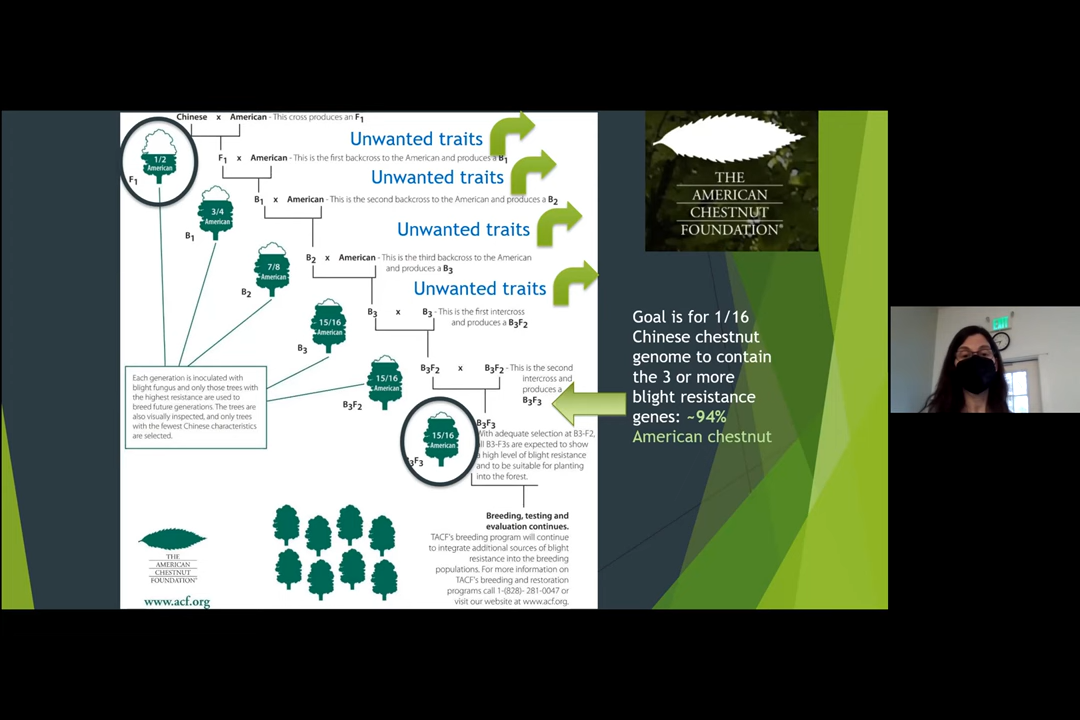 Chinese x American - This cross produces an F1
Unwanted traits
F1 x American - This is the first backcross to the American and produces a B1
Unwanted traits
B1 x American - This is the second backcross to the American and produces a B2
Unwanted traits
B2 x American - This is the third backcross to the American
and produces a B3
Unwanted traits
B3 x B3 - This is the first intercross
and produces a B3F2
B3F2 x B3F2 - This is the second
intercross and
produces a
B3F3
B3F3
With adequate selection at B3-F2,
all B3-F3s are expected to show
a high level of blight resistance
and to be suitable for planting
into the forest.
1/2
American
F1
3/4
American
B1
7/8
American
B2
15/16
American
B3
15/16
American
B3F2
15/16
American
B3F3
Each generation is inoculated with
blight fungus and only those trees with
the highest resistance are used to
breed future generations. The trees are
also visually inspected, and only trees
with the fewest Chinese characteristics
are selected.
Breeding, testing and
evaluation continues.
TACF's breeding program will continue
to integrate additional sources of blight
resistance into the breeding
populations. For more information on
TACF's breeding and restoration
programs call 1-(828)- 281-0047 or
visit our website at www.acf.org.
THE
AMERICAN
CHESTNUT
FOUNDATION®
www.acf.org
THE
AMERICAN
CHESTNUT
FOUNDATION®
Goal is for 1/16
Chinese chestnut
genome to contain
the 3 or more
blight resistance
genes: ~94%
American chestnut